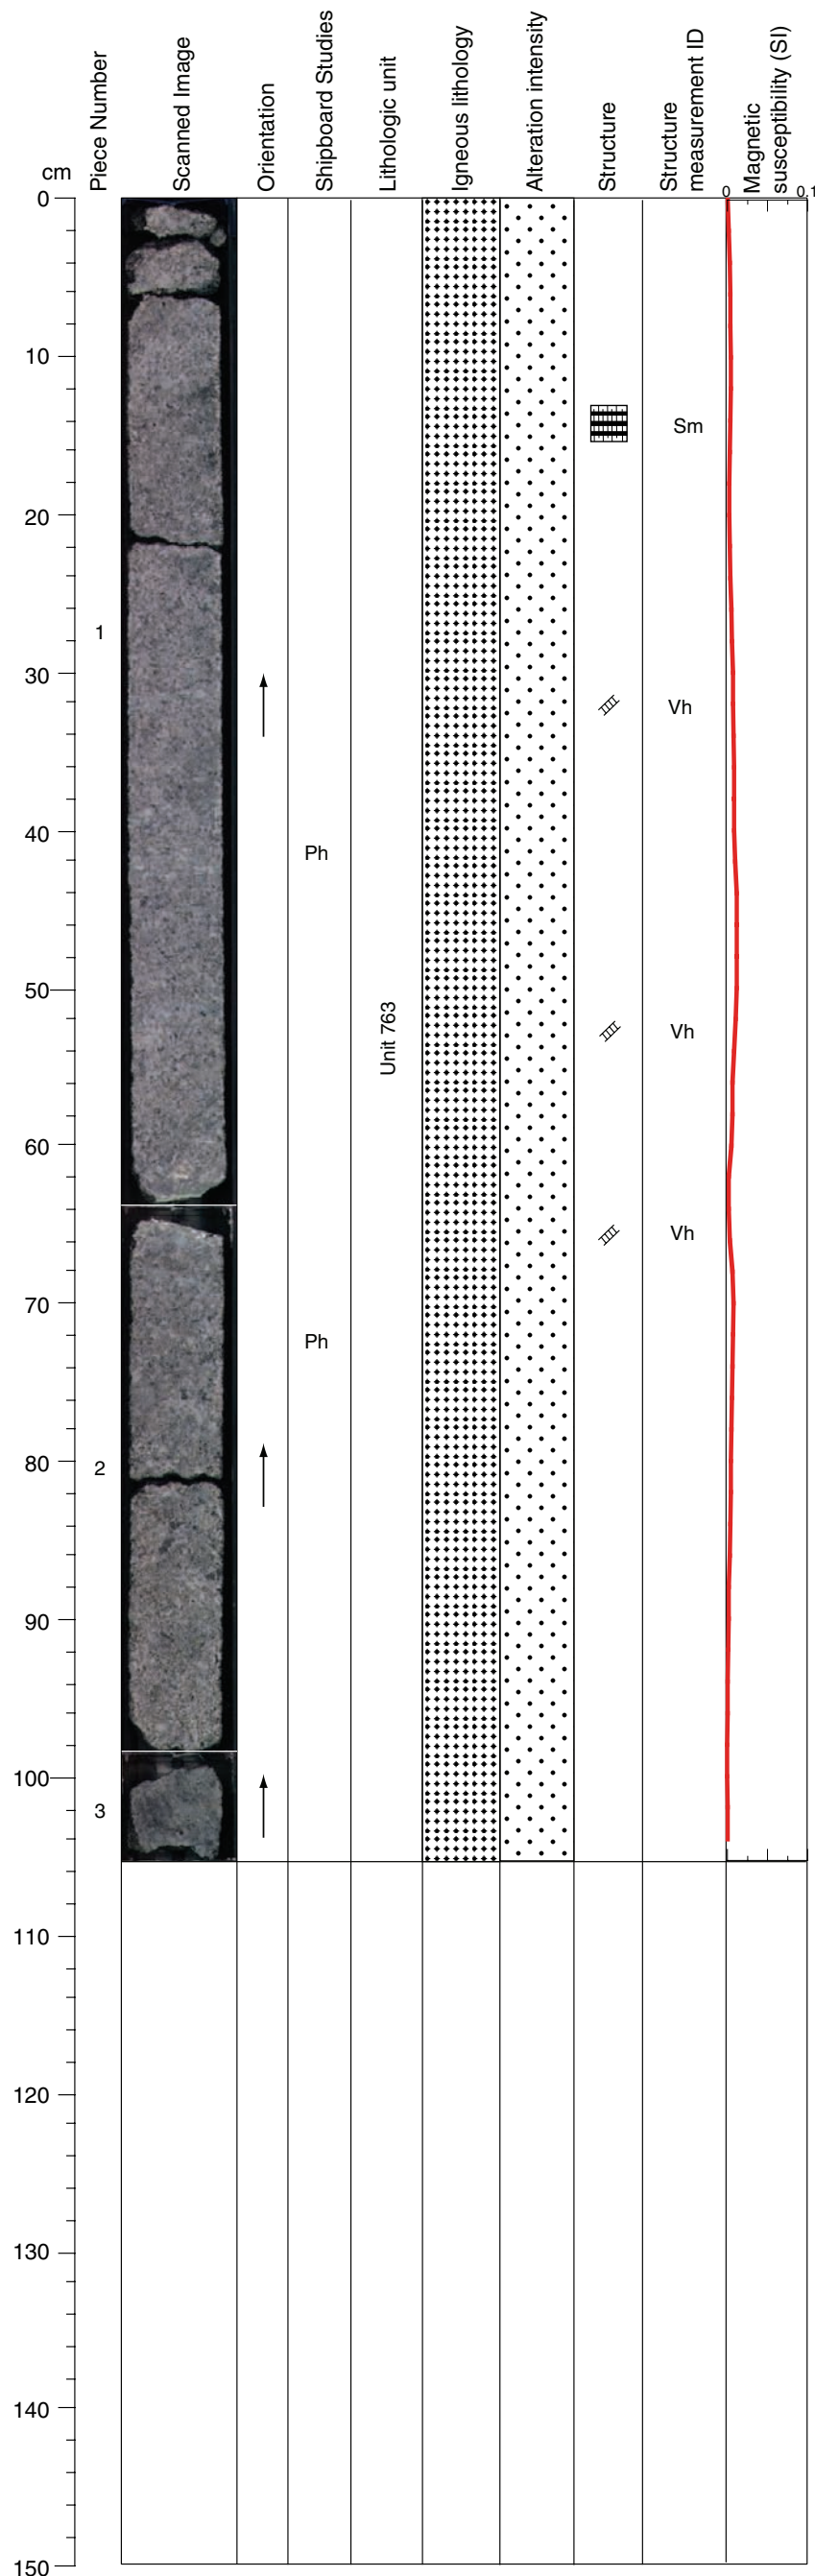 cm
Piece Number
Scanned Image
Orientation
Shipboard Studies
Lithologic unit
Igneous lithology
Alteration intensity
Structure
Structure
measurement ID
Magnetic
susceptibility (SI)
0 0.1
0
10
Sm
20
1
30
Vh
40
Ph
50
Unit 763
Vh
60
Vh
70
Ph
80
2
90
100
3
110
120
130
140
150